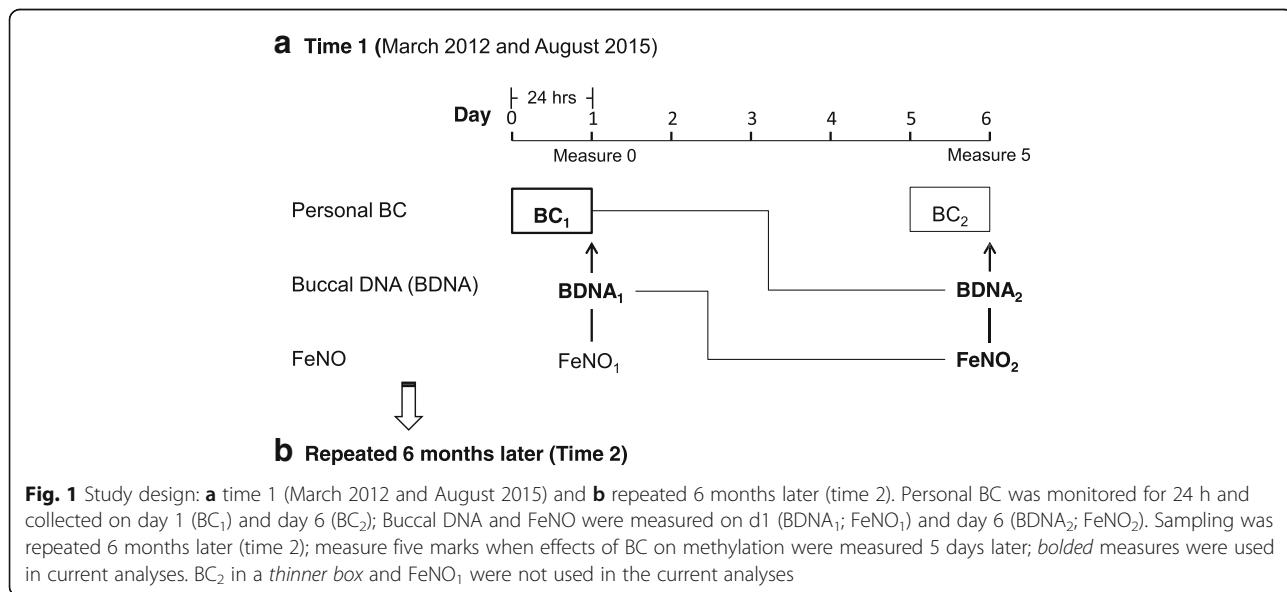 a Time 1 (March 2012 and August 2015)
24 hrs
Day 0 1 2 3 4 5 6
Measure 0 Measure 5
Personal BC BC₁ BC₂
Buccal DNA (BDNA) BDNA₁ BDNA₂
FeNO FeNO₁ FeNO₂
b Repeated 6 months later (Time 2)
Fig. 1 Study design: a time 1 (March 2012 and August 2015) and b repeated 6 months later (time 2). Personal BC was monitored for 24 h and
collected on day 1 (BC₁) and day 6 (BC₂); Buccal DNA and FeNO were measured on d1 (BDNA₁; FeNO₁) and day 6 (BDNA₂; FeNO₂). Sampling was
repeated 6 months later (time 2); measure five marks when effects of BC on methylation were measured 5 days later; bolded measures were used
in current analyses. BC₂ in a thinner box and FeNO₁ were not used in the current analyses